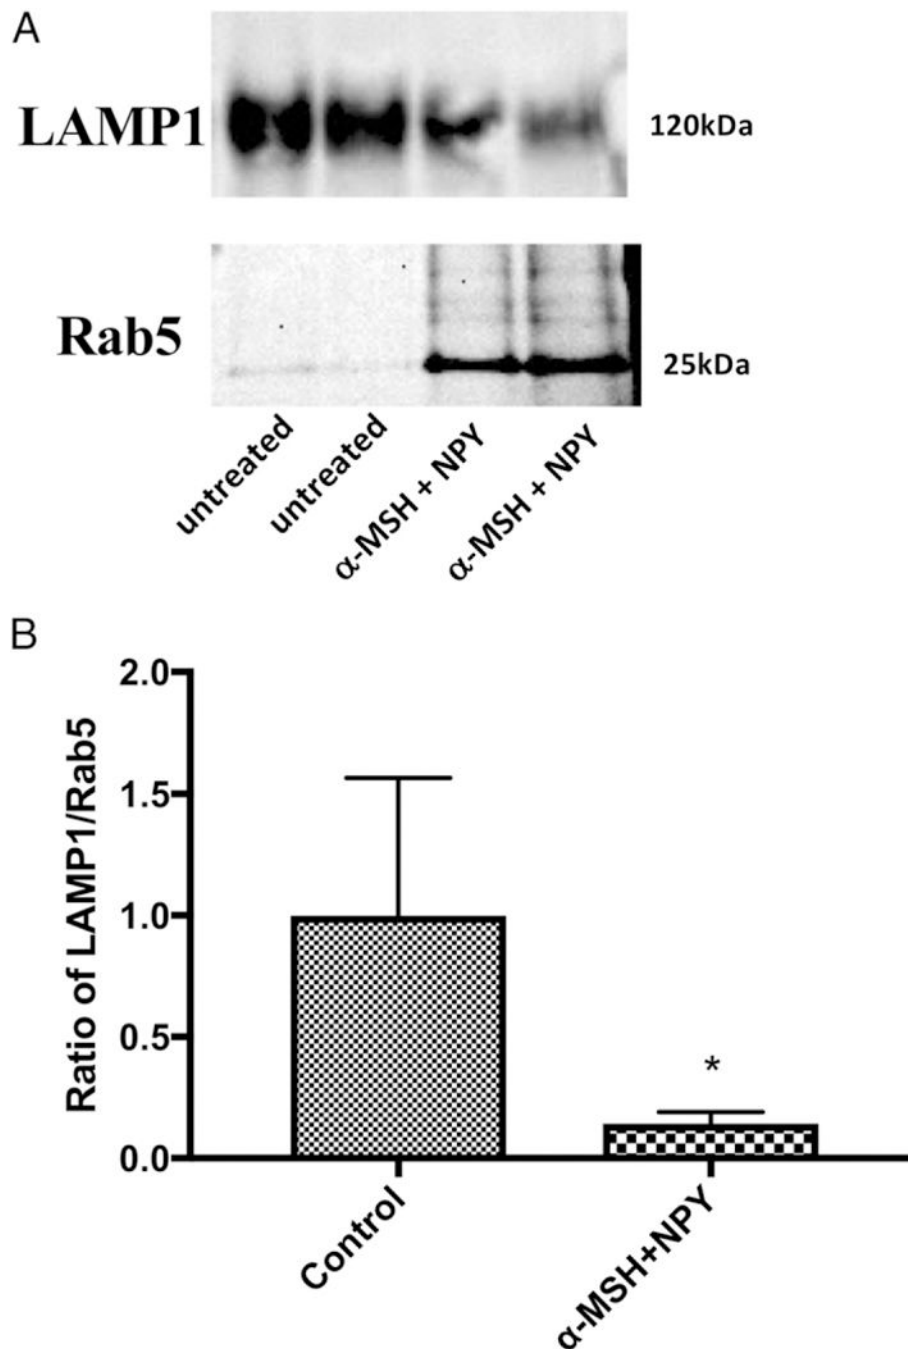 A
LAMP1
120kDa
Rab5
25kDa
untreated
untreated
α-MSH + NPY
α-MSH + NPY
B
Ratio of LAMP1/Rab5
2.0
1.5
1.0
0.5
0.0
*
Control
α-MSH+NPY